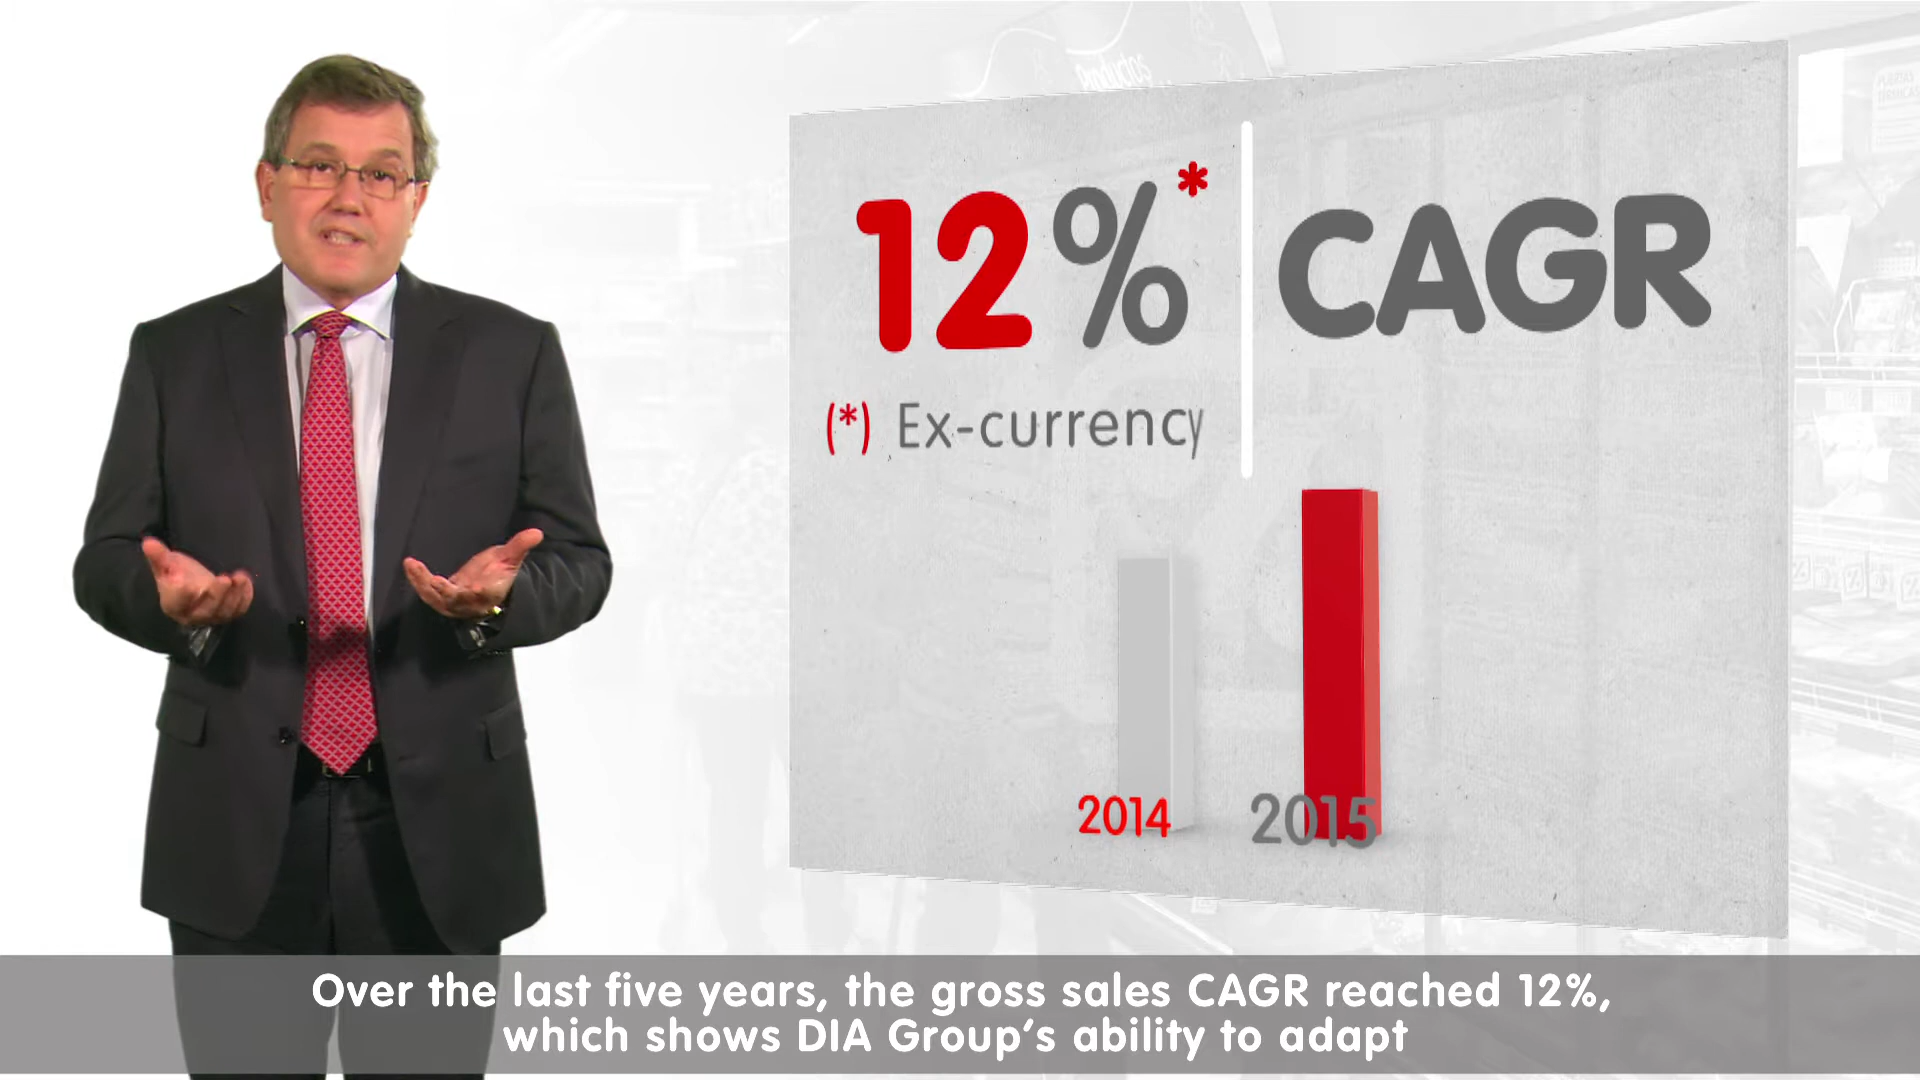 Productos
12%* CAGR
(*) Ex-currency
2014 2015
Over the last five years, the gross sales CAGR reached 12%,
which shows DIA Group's ability to adapt